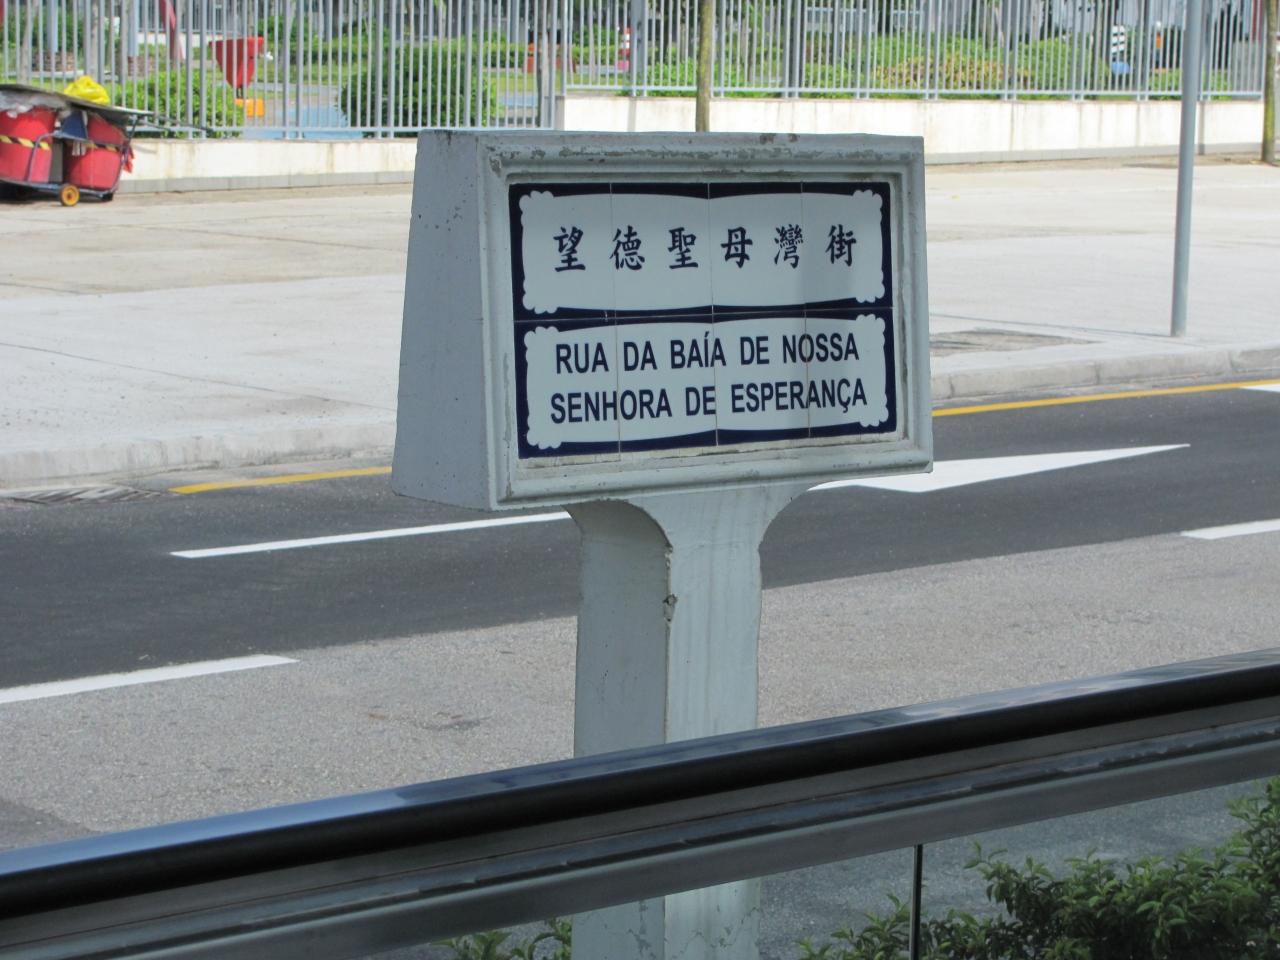 望德聖母灣街
RUA DA BAÍA DE NOSSA
SENHORA DE ESPERANÇA